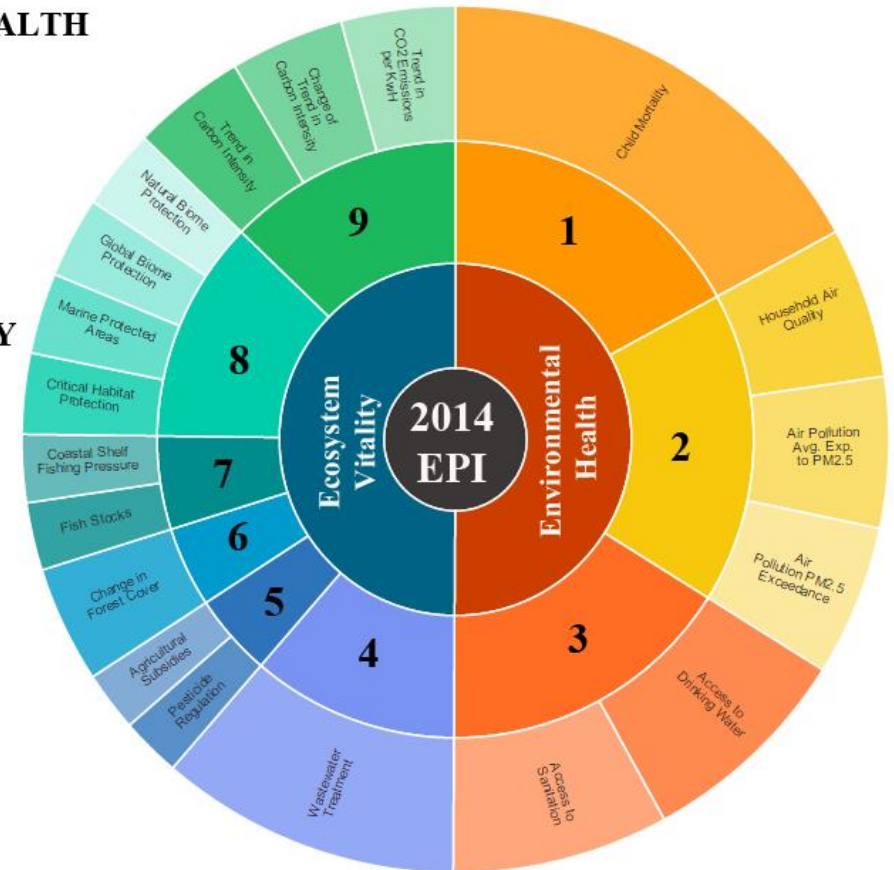 ALTH
Y
2014
EPI
Environmental
Health
Ecosystem
Vitality
1
Child Mortality
2
Household Air
Quality
Air Pollution
Avg. Exp.
to PM2.5
Air
Pollution PM2.5
Exceedance
3
Access to
Drinking Water
Access to
Sanitation
4
Wastewater
Treatment
5
Pesticide
Regulation
Agricultural
Subsidies
6
Change in
Forest Cover
7
Fish Stocks
Coastal Shelf
Fishing Pressure
8
Critical Habitat
Protection
Marine Protected
Areas
Global Biome
Protection
Natural Biome
Protection
9
Trend in
Carbon Intensity
Change of
Trend in
Carbon Intensity
Trend in
CO2 Emissions
per KwH